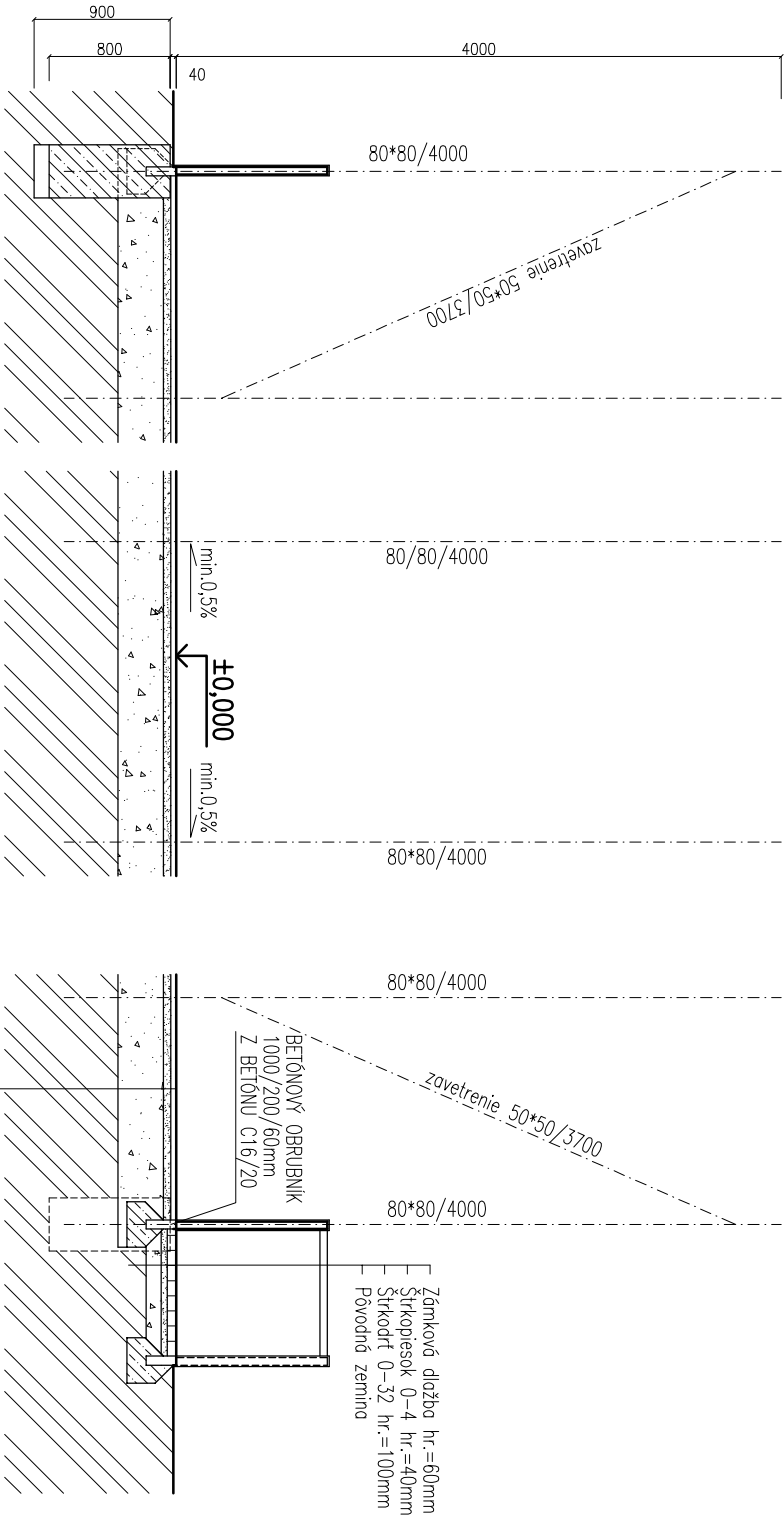 900
800
40
4000
80*80/4000
zavetrenie 50*50/3700
80/80/4000
min.0,5%
±0,000
min.0,5%
80*80/4000
80*80/4000
BETÓNOVÝ OBRUBNÍK
1000/200/60mm
Z BETÓNU C16/20
zavetrenie 50*50/3700
80*80/4000
Zámková dlažba hr.=60mm
Štrkopiesok 0-4 hr.=40mm
Štrkodrť 0-32 hr.=100mm
Pôvodná zemina